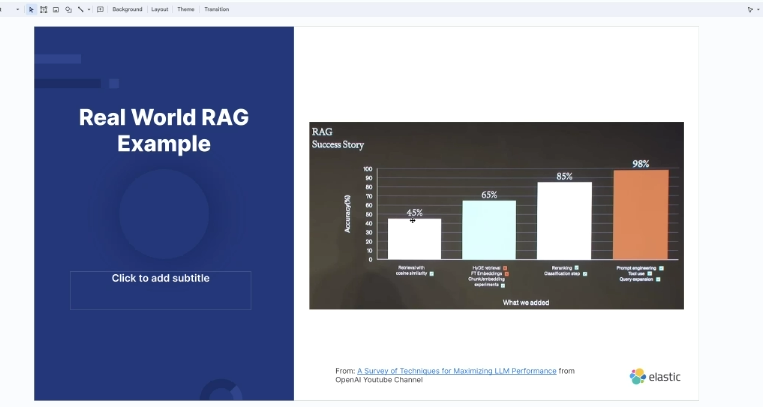 Background Layout Theme Transition
Real World RAG
Example
Click to add subtitle
RAG
Success Story
Accuracy(%)
100
90
80
70
60
50
40
30
20
10
0
45%
65%
85%
98%
Retrieval with
cosine similarity
HyDE retrieval
FT Embeddings
Chunk/embedding
experiments
Reranking
Classification step
Prompt engineering
Tool use
Query expansion
What we added
From: A Survey of Techniques for Maximizing LLM Performance from
OpenAI Youtube Channel
elastic